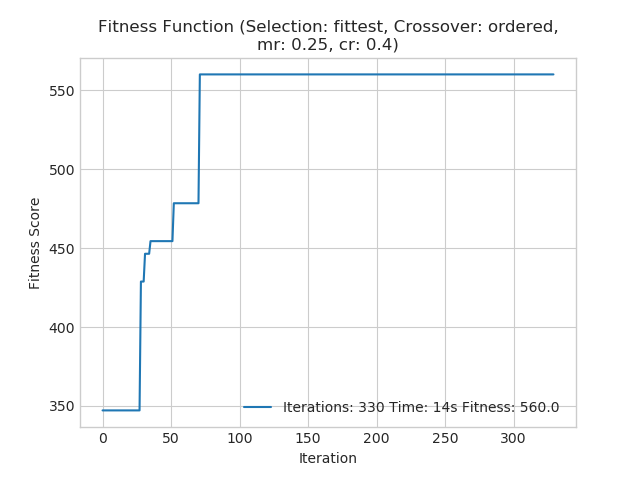 Fitness Function (Selection: fittest, Crossover: ordered,
mr: 0.25, cr: 0.4)
550
500
450
400
350
Fitness Score
Iterations: 330 Time: 14s Fitness: 560.0
0 50 100 150 200 250 300
Iteration